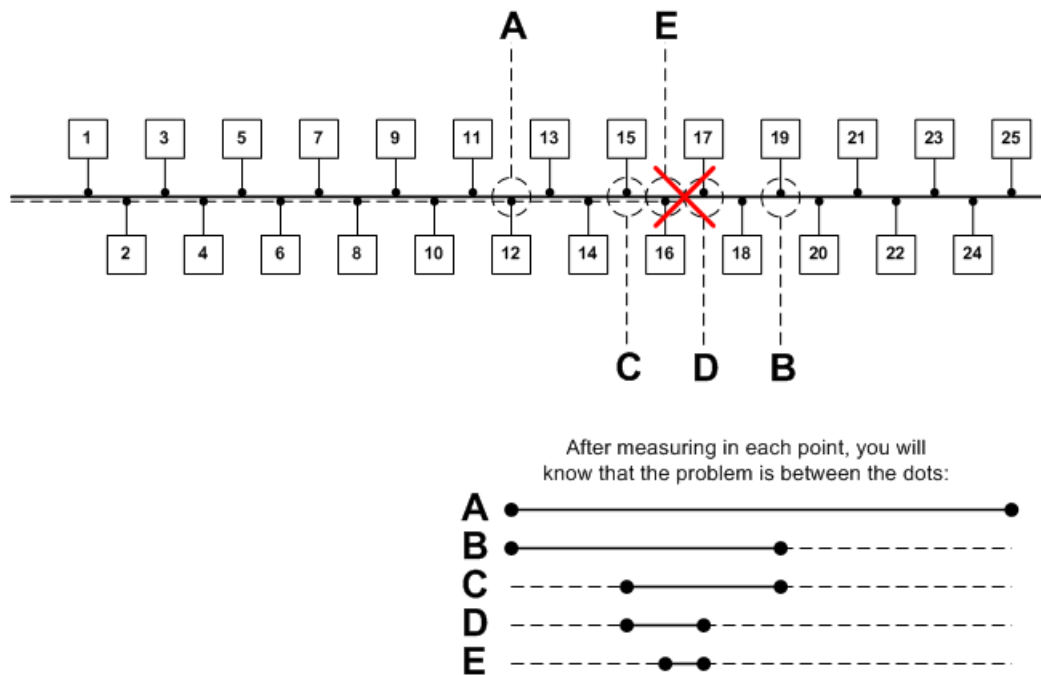 A E
1 3 5 7 9 11 13 15 17 19 21 23 25
2 4 6 8 10 12 14 16 18 20 22 24
C D B
After measuring in each point, you will
know that the problem is between the dots:
A
B
C
D
E